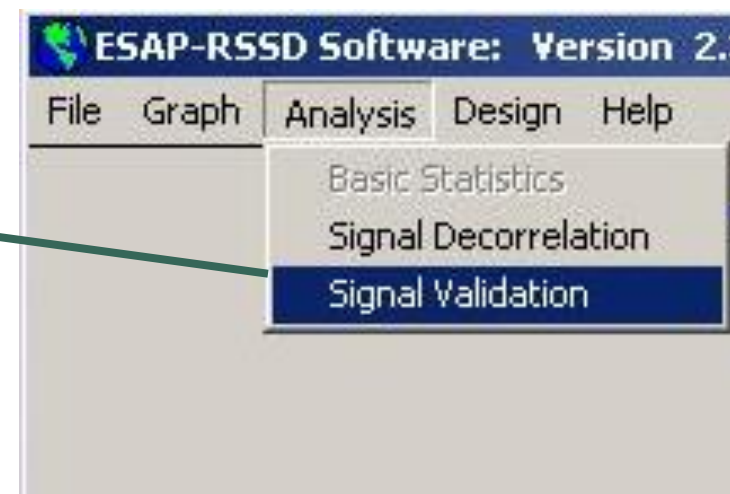 ESAP-RSSD Software: Version 2.
File Graph Analysis Design Help
Basic Statistics
Signal Decorrelation
Signal Validation